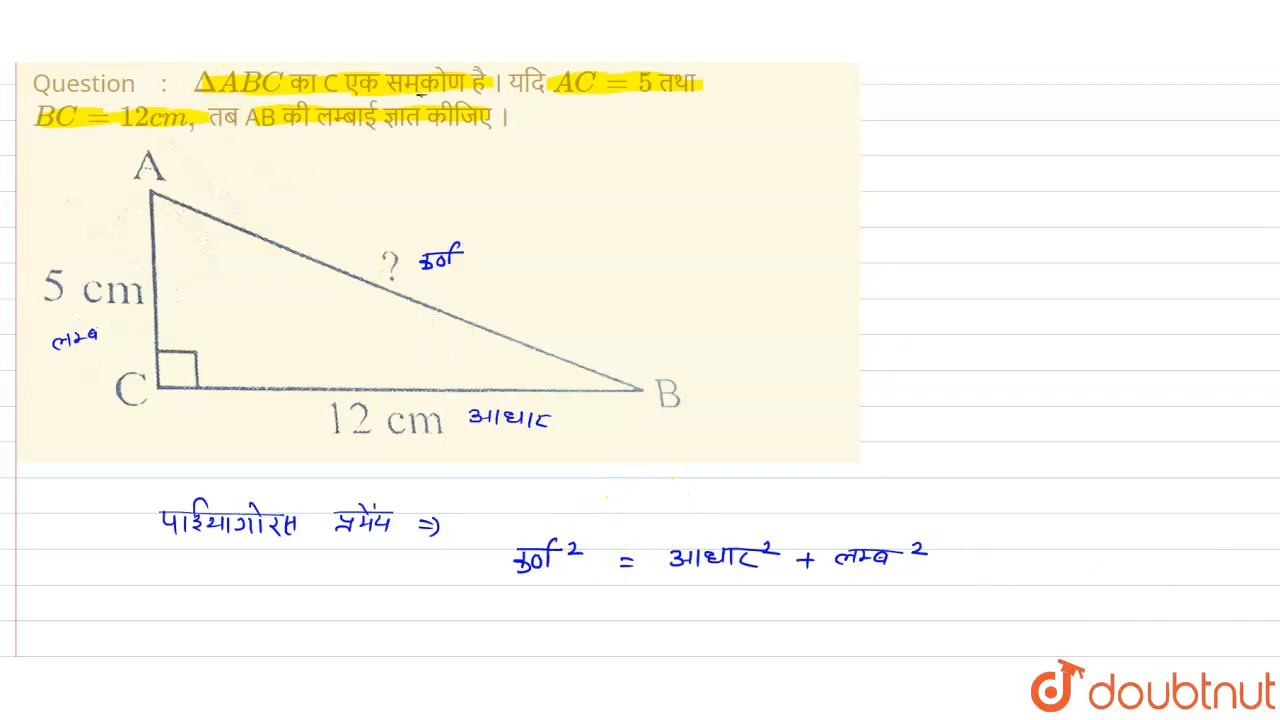 Question : ΔABC का C एक समकोण है । यदि AC = 5 तथा
BC = 12cm, तब AB की लम्बाई ज्ञात कीजिए ।
A
? कर्ण
5 cm
लम्ब
C
B
12 cm आधार
पाईथागोरस प्रमेय ⇒
कर्ण² = आधार² + लम्ब²
doubtnut